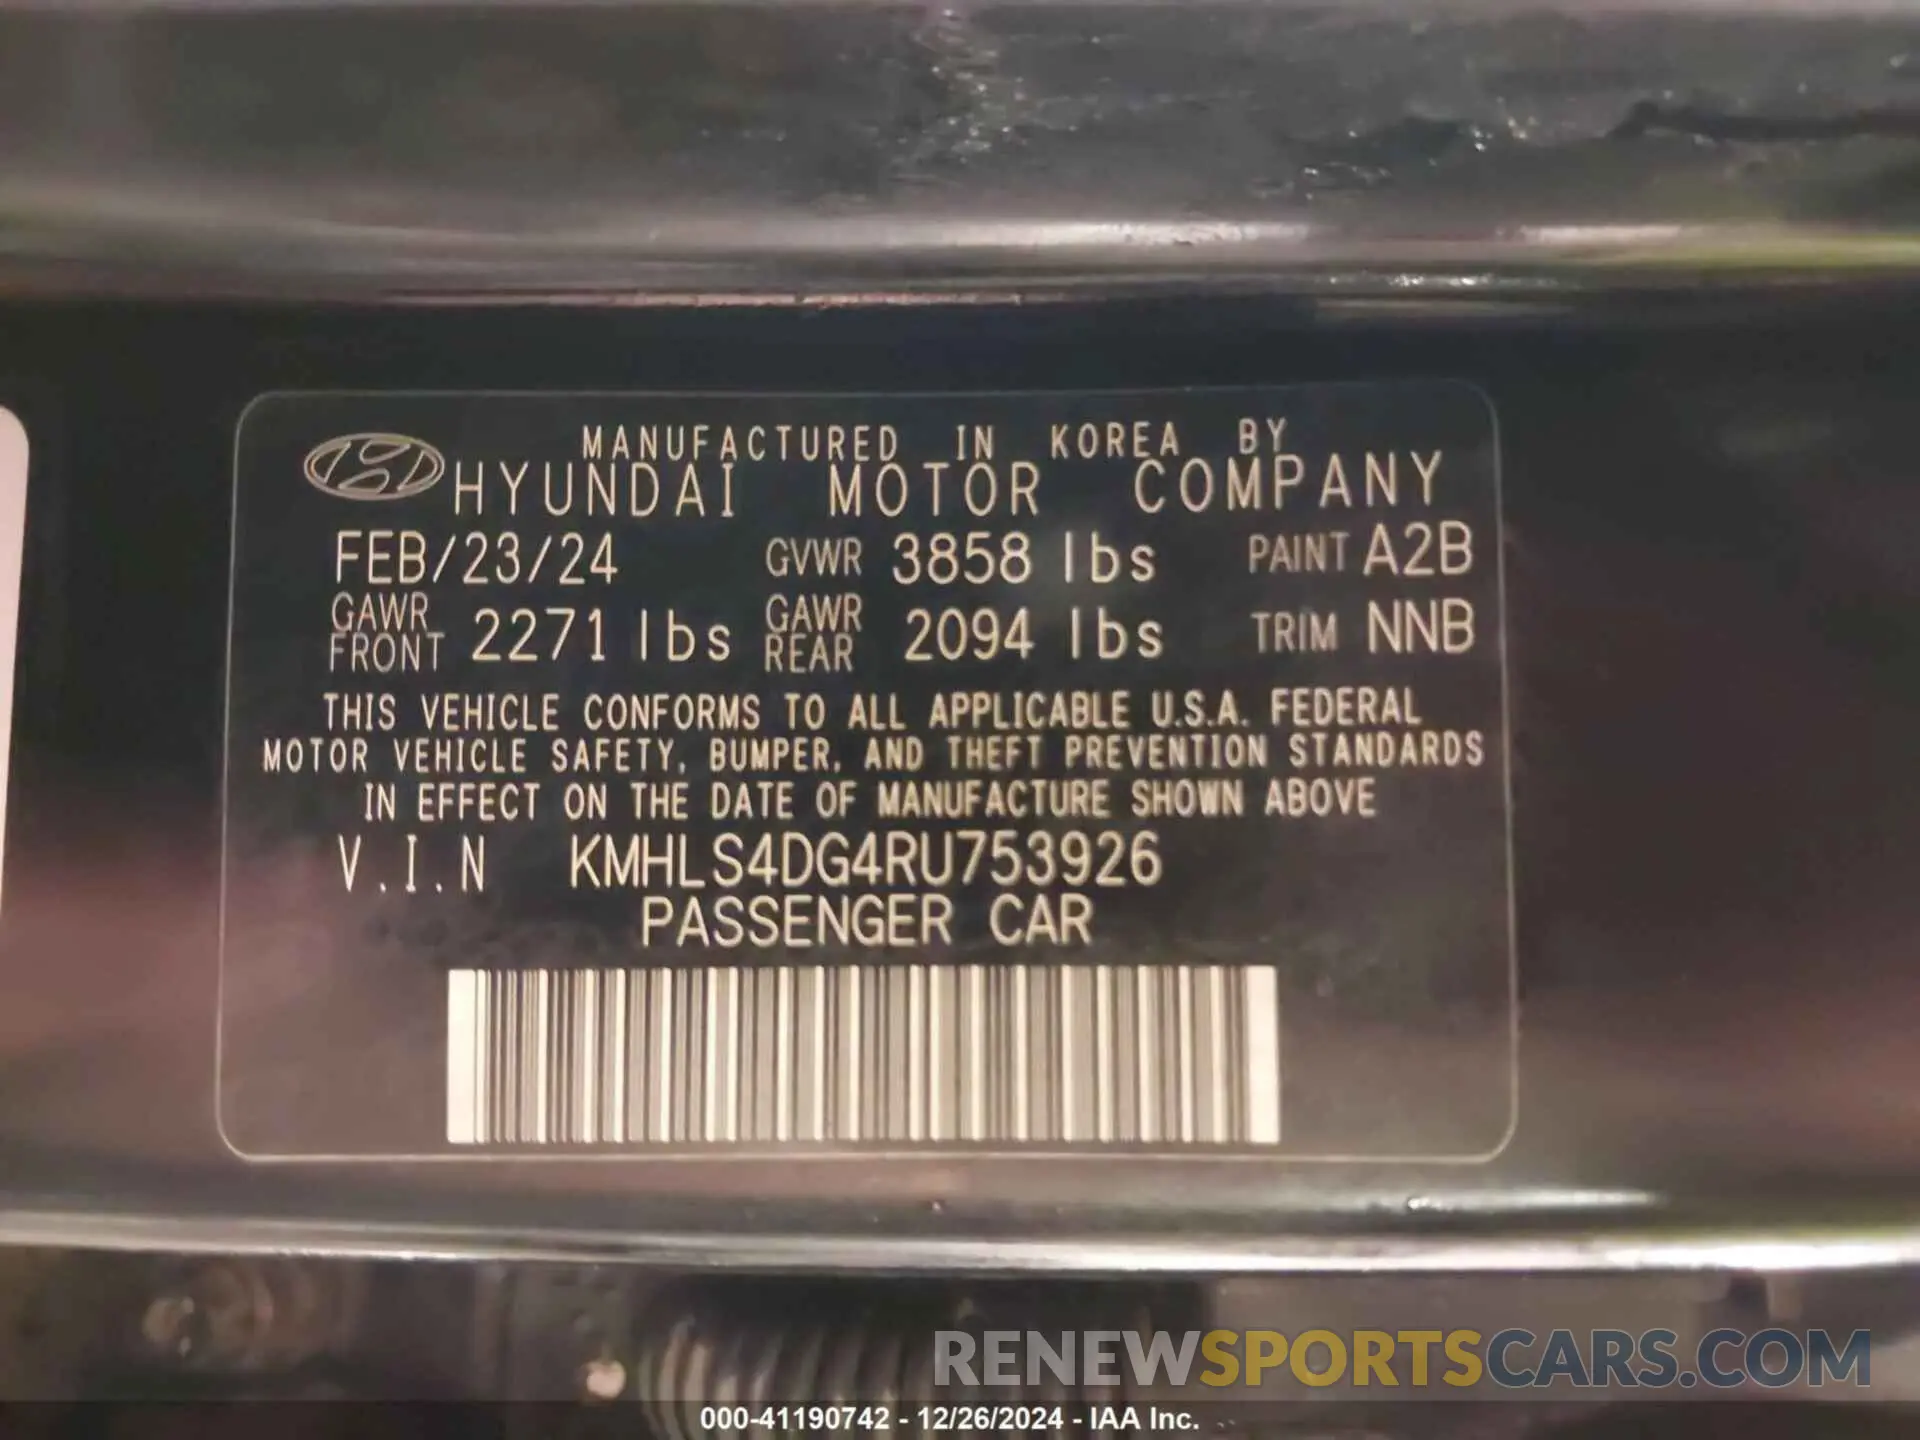 MANUFACTURED IN KOREA BY
HYUNDAI MOTOR COMPANY
FEB/23/24 GVWR 3858 lbs PAINT A2B
GAWR FRONT 2271 lbs GAWR REAR 2094 lbs TRIM NNB
THIS VEHICLE CONFORMS TO ALL APPLICABLE U.S.A. FEDERAL
MOTOR VEHICLE SAFETY, BUMPER, AND THEFT PREVENTION STANDARDS
IN EFFECT ON THE DATE OF MANUFACTURE SHOWN ABOVE
V.I.N KMHLS4DG4RU753926
PASSENGER CAR
RENEWSPORTSCARS.COM
000-41190742 - 12/26/2024 - IAA Inc.